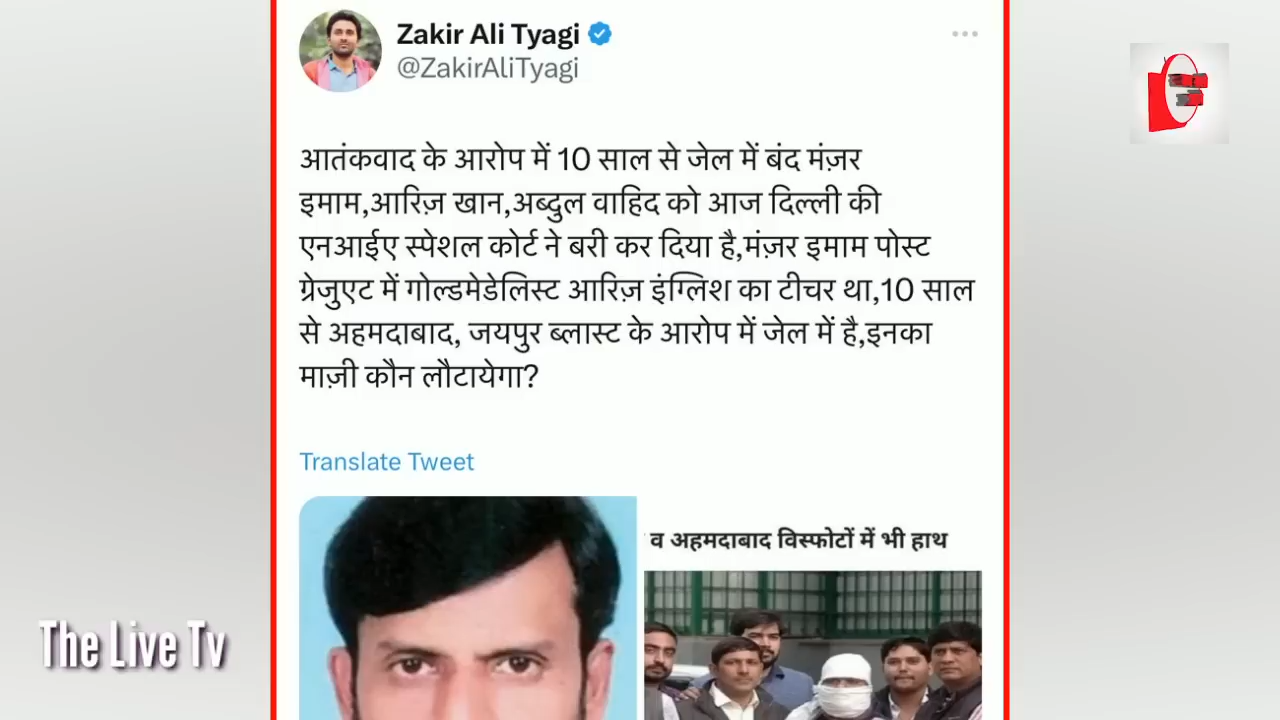 Zakir Ali Tyagi
@ZakirAliTyagi
आतंकवाद के आरोप में 10 साल से जेल में बंद मंज़र
इमाम,आरिज़ खान,अब्दुल वाहिद को आज दिल्ली की
एनआईए स्पेशल कोर्ट ने बरी कर दिया है,मंज़र इमाम पोस्ट
ग्रेजुएट में गोल्डमेडेलिस्ट आरिज़ इंग्लिश का टीचर था,10 साल
से अहमदाबाद, जयपुर ब्लास्ट के आरोप में जेल में है,इनका
माज़ी कौन लौटायेगा?
Translate Tweet
व अहमदाबाद विस्फोटों में भी हाथ
The Live Tv